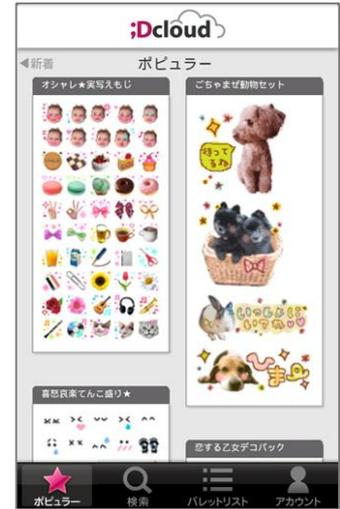 ;Dcloud
新着
ポピュラー
オシャレ★実写えもじ
ごちゃまぜ動物セット
待って
るね
いっしょに
いてね
ひま
喜怒哀楽てんこ盛り★
恋する乙女デコパック
ポピュラー
検索
パレットリスト
アカウント